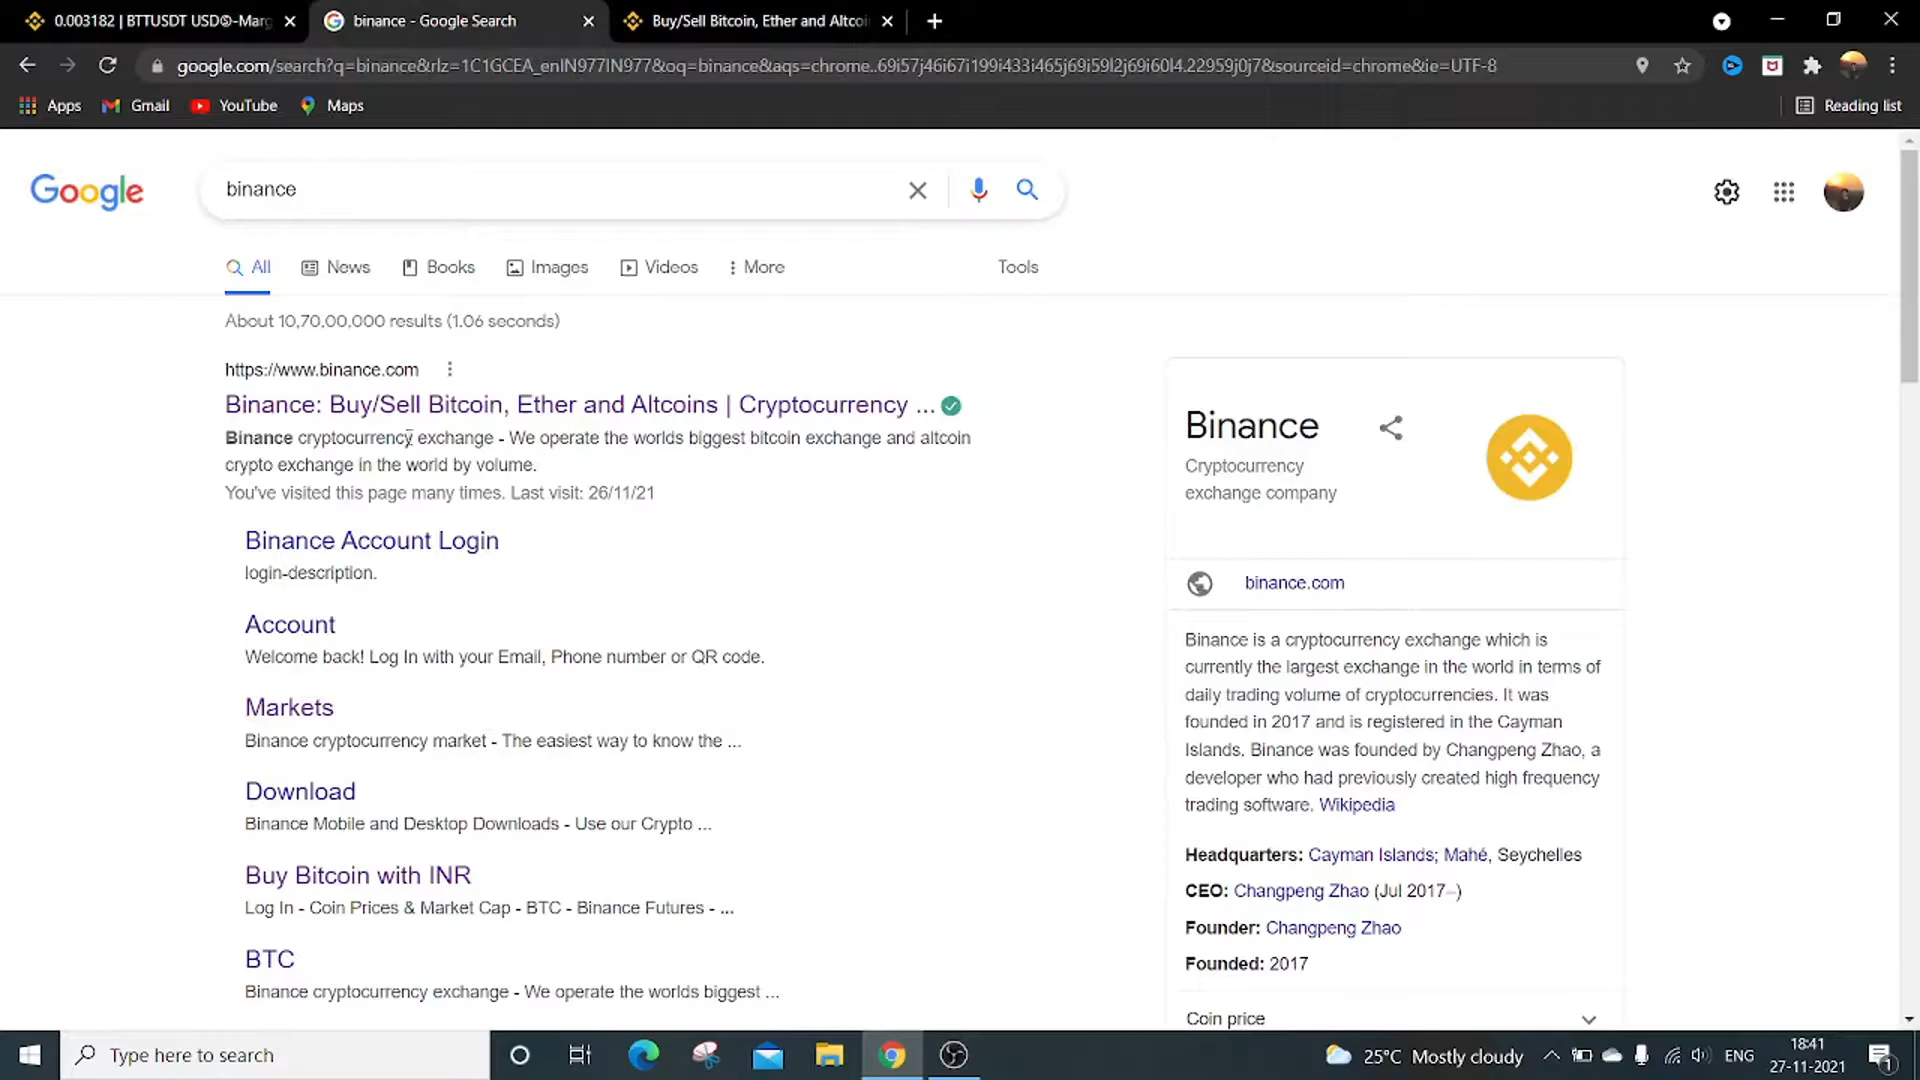 0.003182 | BTTUSDT USDⓈ-Marg
binance - Google Search
Buy/Sell Bitcoin, Ether and Altcoi
google.com/search?q=binance&rlz=1C1GCEA_enIN977IN977&oq=binance&aqs=chrome..69i57j46i67i199i433i465j69i59l2j69i60l4.22959j0j7&sourceid=chrome&ie=UTF-8
Apps
Gmail
YouTube
Maps
Reading list
Google
binance
All
News
Books
Images
Videos
More
Tools
About 10,70,00,000 results (1.06 seconds)
https://www.binance.com
Binance: Buy/Sell Bitcoin, Ether and Altcoins | Cryptocurrency ...
Binance cryptocurrency exchange - We operate the worlds biggest bitcoin exchange and altcoin
crypto exchange in the world by volume.
You've visited this page many times. Last visit: 26/11/21
Binance Account Login
login-description.
Account
Welcome back! Log In with your Email, Phone number or QR code.
Markets
Binance cryptocurrency market - The easiest way to know the ...
Download
Binance Mobile and Desktop Downloads - Use our Crypto ...
Buy Bitcoin with INR
Log In - Coin Prices & Market Cap - BTC - Binance Futures - ...
BTC
Binance cryptocurrency exchange - We operate the worlds biggest ...
Binance
Cryptocurrency
exchange company
binance.com
Binance is a cryptocurrency exchange which is
currently the largest exchange in the world in terms of
daily trading volume of cryptocurrencies. It was
founded in 2017 and is registered in the Cayman
Islands. Binance was founded by Changpeng Zhao, a
developer who had previously created high frequency
trading software. Wikipedia
Headquarters: Cayman Islands; Mahé, Seychelles
CEO: Changpeng Zhao (Jul 2017–)
Founder: Changpeng Zhao
Founded: 2017
Coin price
Type here to search
25°C Mostly cloudy
ENG
18:41
27-11-2021
1